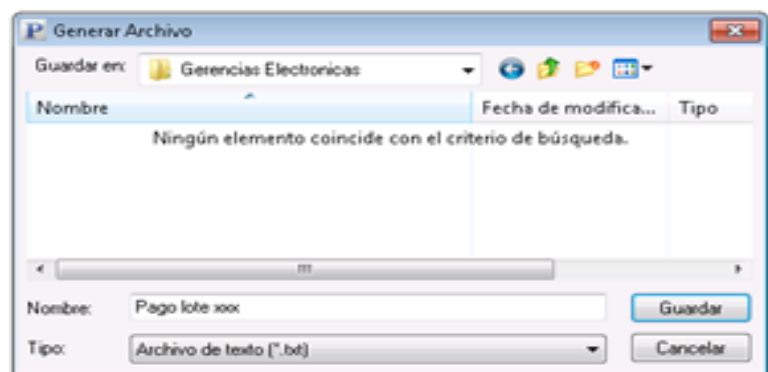 Generar Archivo
Guardar en: Gerencias Electronicas
Nombre Fecha de modifica... Tipo
Ningún elemento coincide con el criterio de búsqueda.
Nombre: Pago lote xxx Guardar
Tipo: Archivo de texto (*.txt) Cancelar